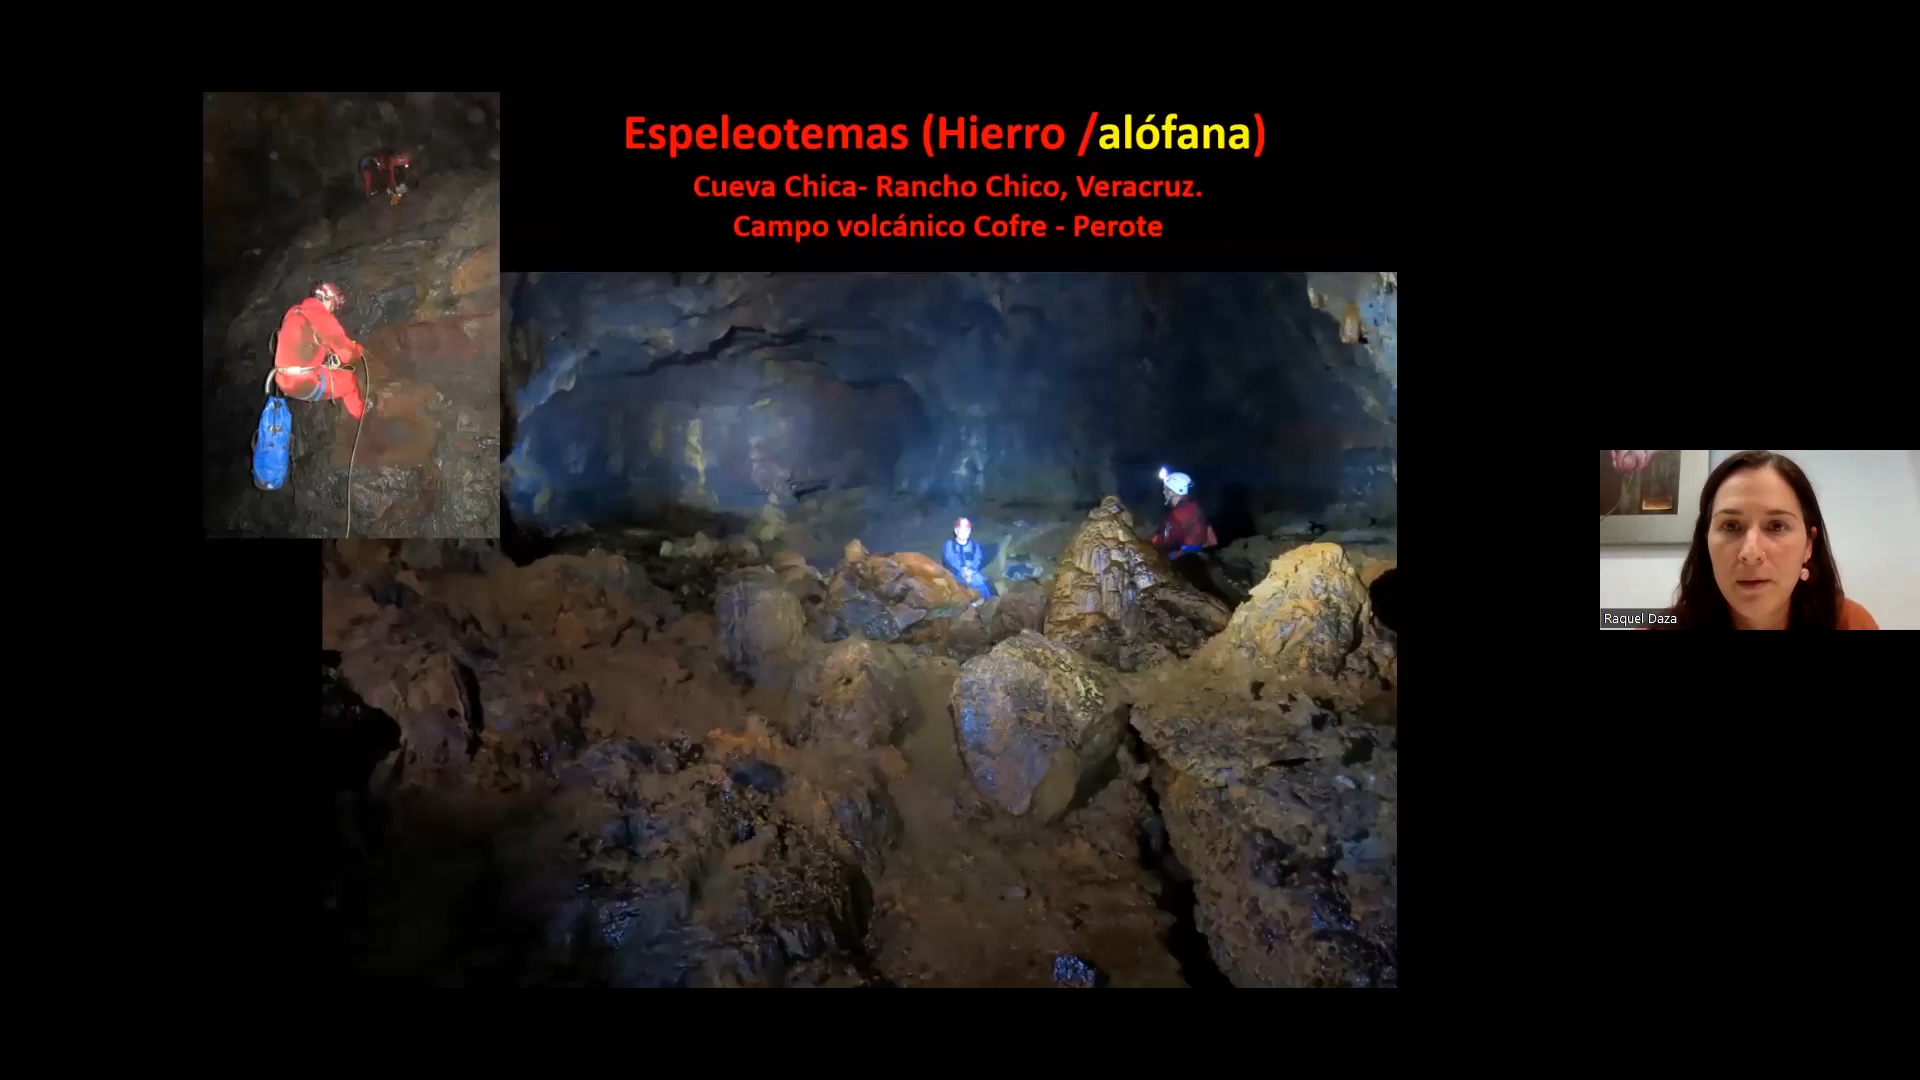 Espeleotemas (Hierro /alófana)
Cueva Chica- Rancho Chico, Veracruz.
Campo volcánico Cofre - Perote
Raquel Daza